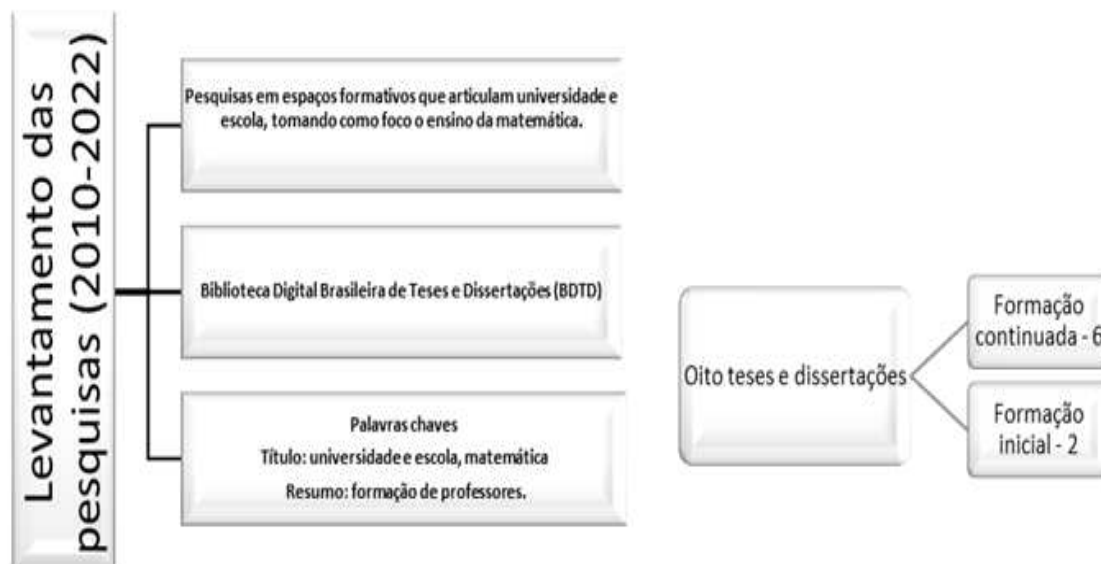 Levantamento das
pesquisas (2010-2022)
Pesquisas em espaços formativos que articulam universidade e
escola, tomando como foco o ensino da matemática.
Biblioteca Digital Brasileira de Teses e Dissertações (BDTD)
Palavras chaves
Título: universidade e escola, matemática
Resumo: formação de professores.
Oito teses e dissertações
Formação
continuada - 6
Formação
inicial - 2